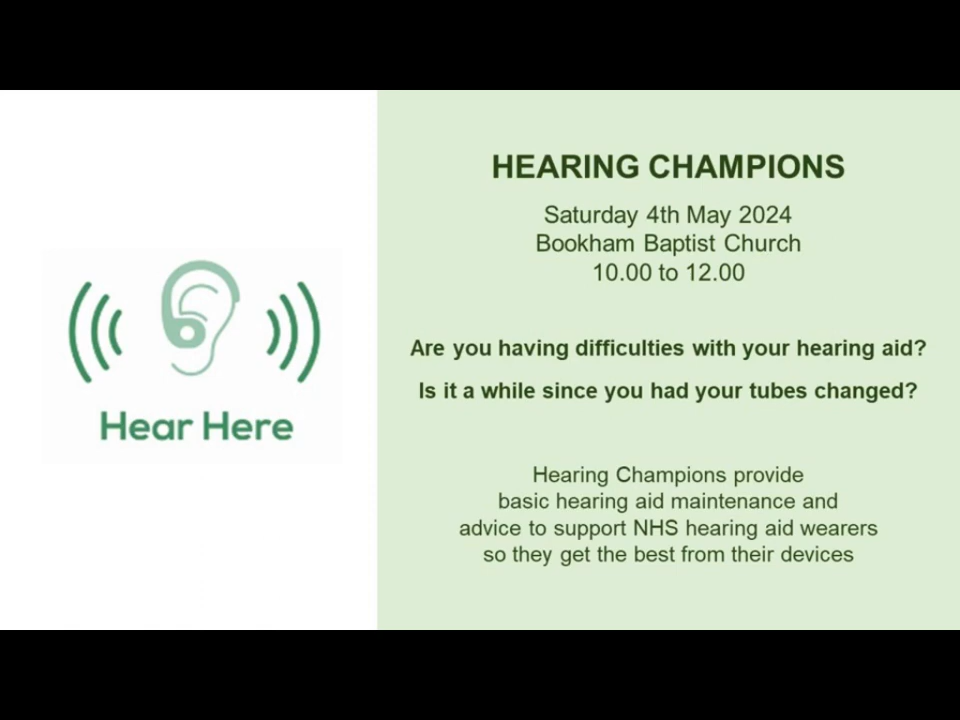 Hear Here
HEARING CHAMPIONS
Saturday 4th May 2024
Bookham Baptist Church
10.00 to 12.00
Are you having difficulties with your hearing aid?
Is it a while since you had your tubes changed?
Hearing Champions provide
basic hearing aid maintenance and
advice to support NHS hearing aid wearers
so they get the best from their devices